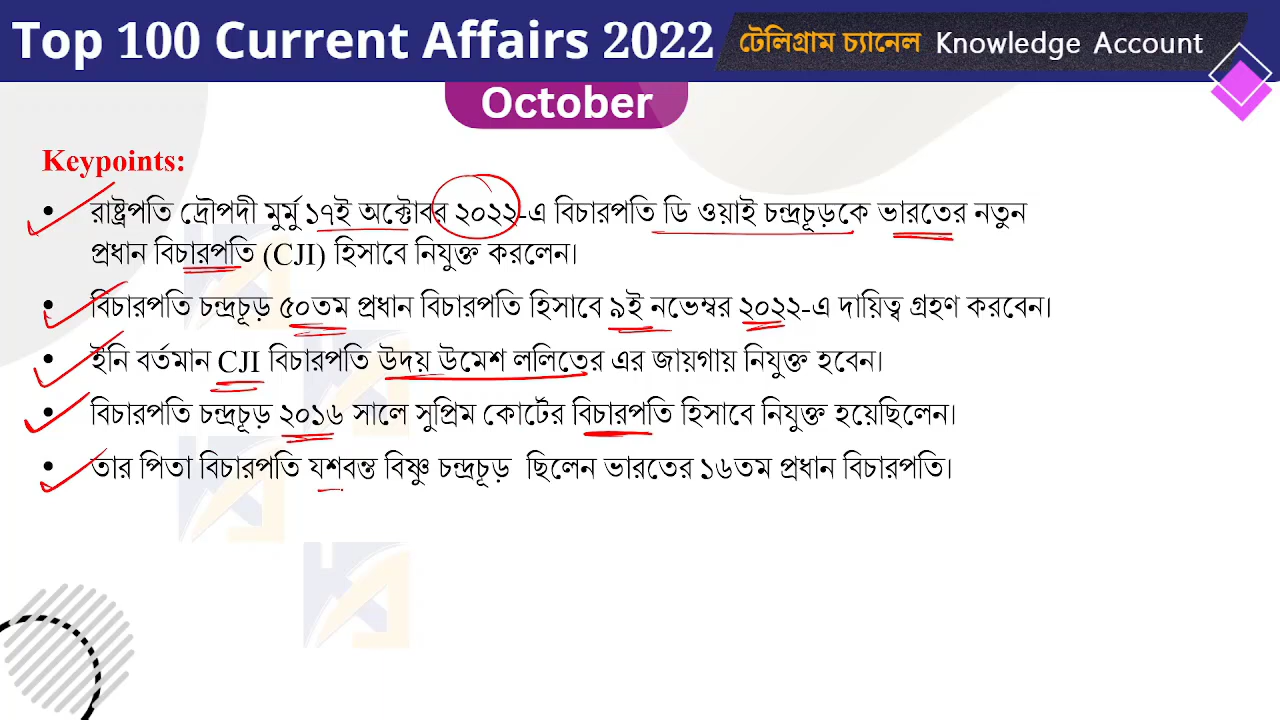 Top 100 Current Affairs 2022 টেলিগ্রাম চ্যানেল Knowledge Account
October
Keypoints:
• রাষ্ট্রপতি দ্রৌপদী মুর্মু ১৭ই অক্টোবর ২০২২-এ বিচারপতি ডি ওয়াই চন্দ্রচূড়কে ভারতের নতুন
প্রধান বিচারপতি (CJI) হিসাবে নিযুক্ত করলেন।
• বিচারপতি চন্দ্রচূড় ৫০তম প্রধান বিচারপতি হিসাবে ৯ই নভেম্বর ২০২২-এ দায়িত্ব গ্রহণ করবেন।
• ইনি বর্তমান CJI বিচারপতি উদয় উমেশ ললিতের এর জায়গায় নিযুক্ত হবেন।
• বিচারপতি চন্দ্রচূড় ২০১৬ সালে সুপ্রিম কোর্টের বিচারপতি হিসাবে নিযুক্ত হয়েছিলেন।
• তার পিতা বিচারপতি যশবন্ত বিষ্ণু চন্দ্রচূড় ছিলেন ভারতের ১৬তম প্রধান বিচারপতি।